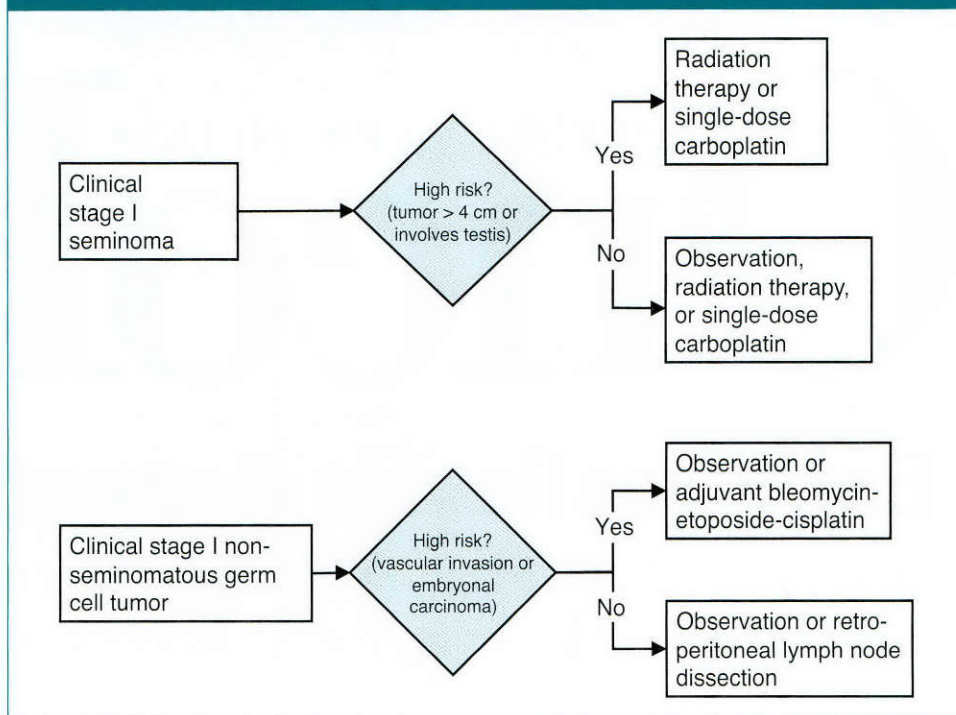 Clinical
stage I
seminoma
High risk?
(tumor > 4 cm or
involves testis)
Yes
Radiation
therapy or
single-dose
carboplatin
No
Observation,
radiation therapy,
or single-dose
carboplatin
Clinical stage I non-
seminomatous germ
cell tumor
High risk?
(vascular invasion or
embryonal
carcinoma)
Yes
Observation or
adjuvant bleomycin-
etoposide-cisplatin
No
Observation or retro-
peritoneal lymph node
dissection